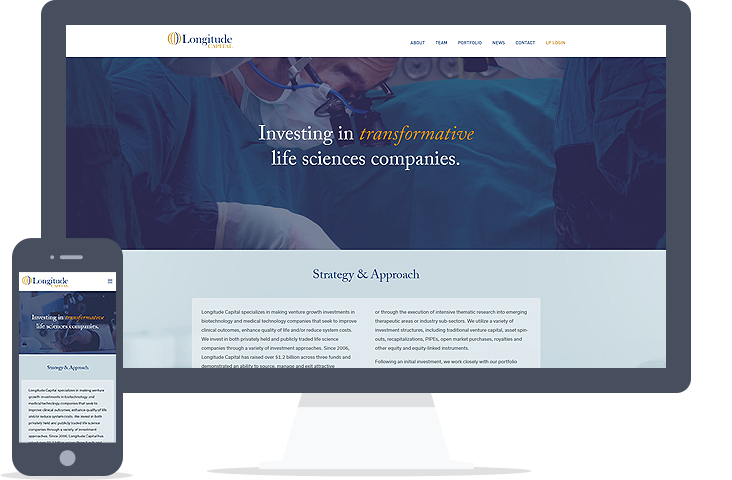 Longitude
CAPITAL
ABOUT TEAM PORTFOLIO NEWS CONTACT LP LOGIN
Investing in transformative
life sciences companies.
Strategy & Approach
Longitude Capital specializes in making venture growth investments in
biotechnology and medical technology companies that seek to improve
clinical outcomes, enhance quality of life and/or reduce system costs.
We invest in both privately held and publicly traded life science
companies through a variety of investment approaches. Since 2006,
Longitude Capital has raised over $1.2 billion across three funds and
demonstrated an ability to source, manage and exit attractive
or through the execution of intensive thematic research into emerging
therapeutic areas or industry sub-sectors. We utilize a variety of
investment structures, including traditional venture capital, asset spin-
outs, recapitalizations, PIPEs, open market purchases, royalties and
other equity and equity-linked instruments.
Following an initial investment, we work closely with our portfolio
Longitude
CAPITAL
Investing in transformative
life sciences companies.
Strategy & Approach
Longitude Capital specializes in making venture
growth investments in biotechnology and
medical technology companies that seek to
improve clinical outcomes, enhance quality of life
and/or reduce system costs. We invest in both
privately held and publicly traded life science
companies through a variety of investment
approaches. Since 2006, Longitude Capital has